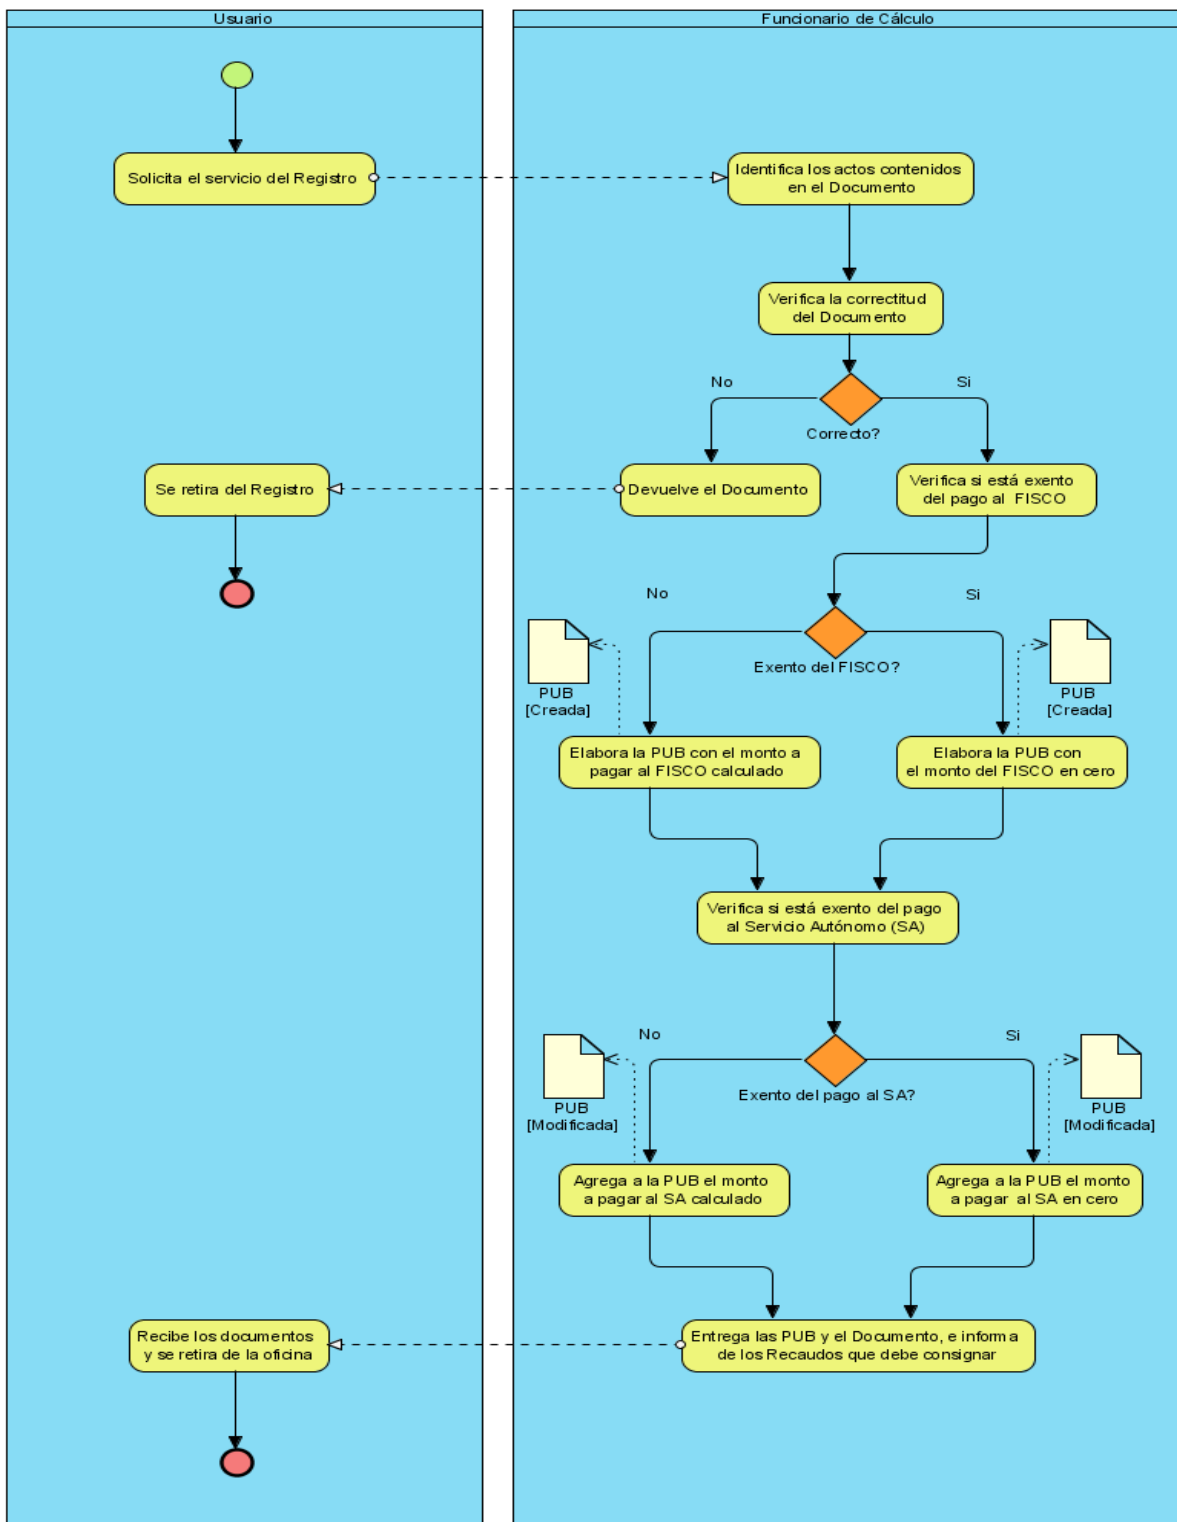 Usuario
Funcionario de Cálculo
Solicita el servicio del Registro
Identifica los actos contenidos
en el Documento
Verifica la correctitud
del Documento
No
Si
Correcto?
Se retira del Registro
Devuelve el Documento
Verifica si está exento
del pago al FISCO
No
Si
Exento del FISCO?
PUB
[Creada]
PUB
[Creada]
Elabora la PUB con el monto a
pagar al FISCO calculado
Elabora la PUB con
el monto del FISCO en cero
Verifica si está exento del pago
al Servicio Autónomo (SA)
No
Si
Exento del pago al SA?
PUB
[Modificada]
PUB
[Modificada]
Agrega a la PUB el monto
a pagar al SA calculado
Agrega a la PUB el monto
a pagar al SA en cero
Recibe los documentos
y se retira de la oficina
Entrega las PUB y el Documento, e informa
de los Recaudos que debe consignar